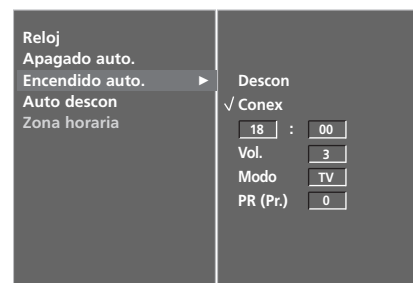 Reloj
Apagado auto.
Encendido auto. ►
Auto descon
Zona horaria
Descon
√ Conex
18 : 00
Vol. 3
Modo TV
PR (Pr.) 0